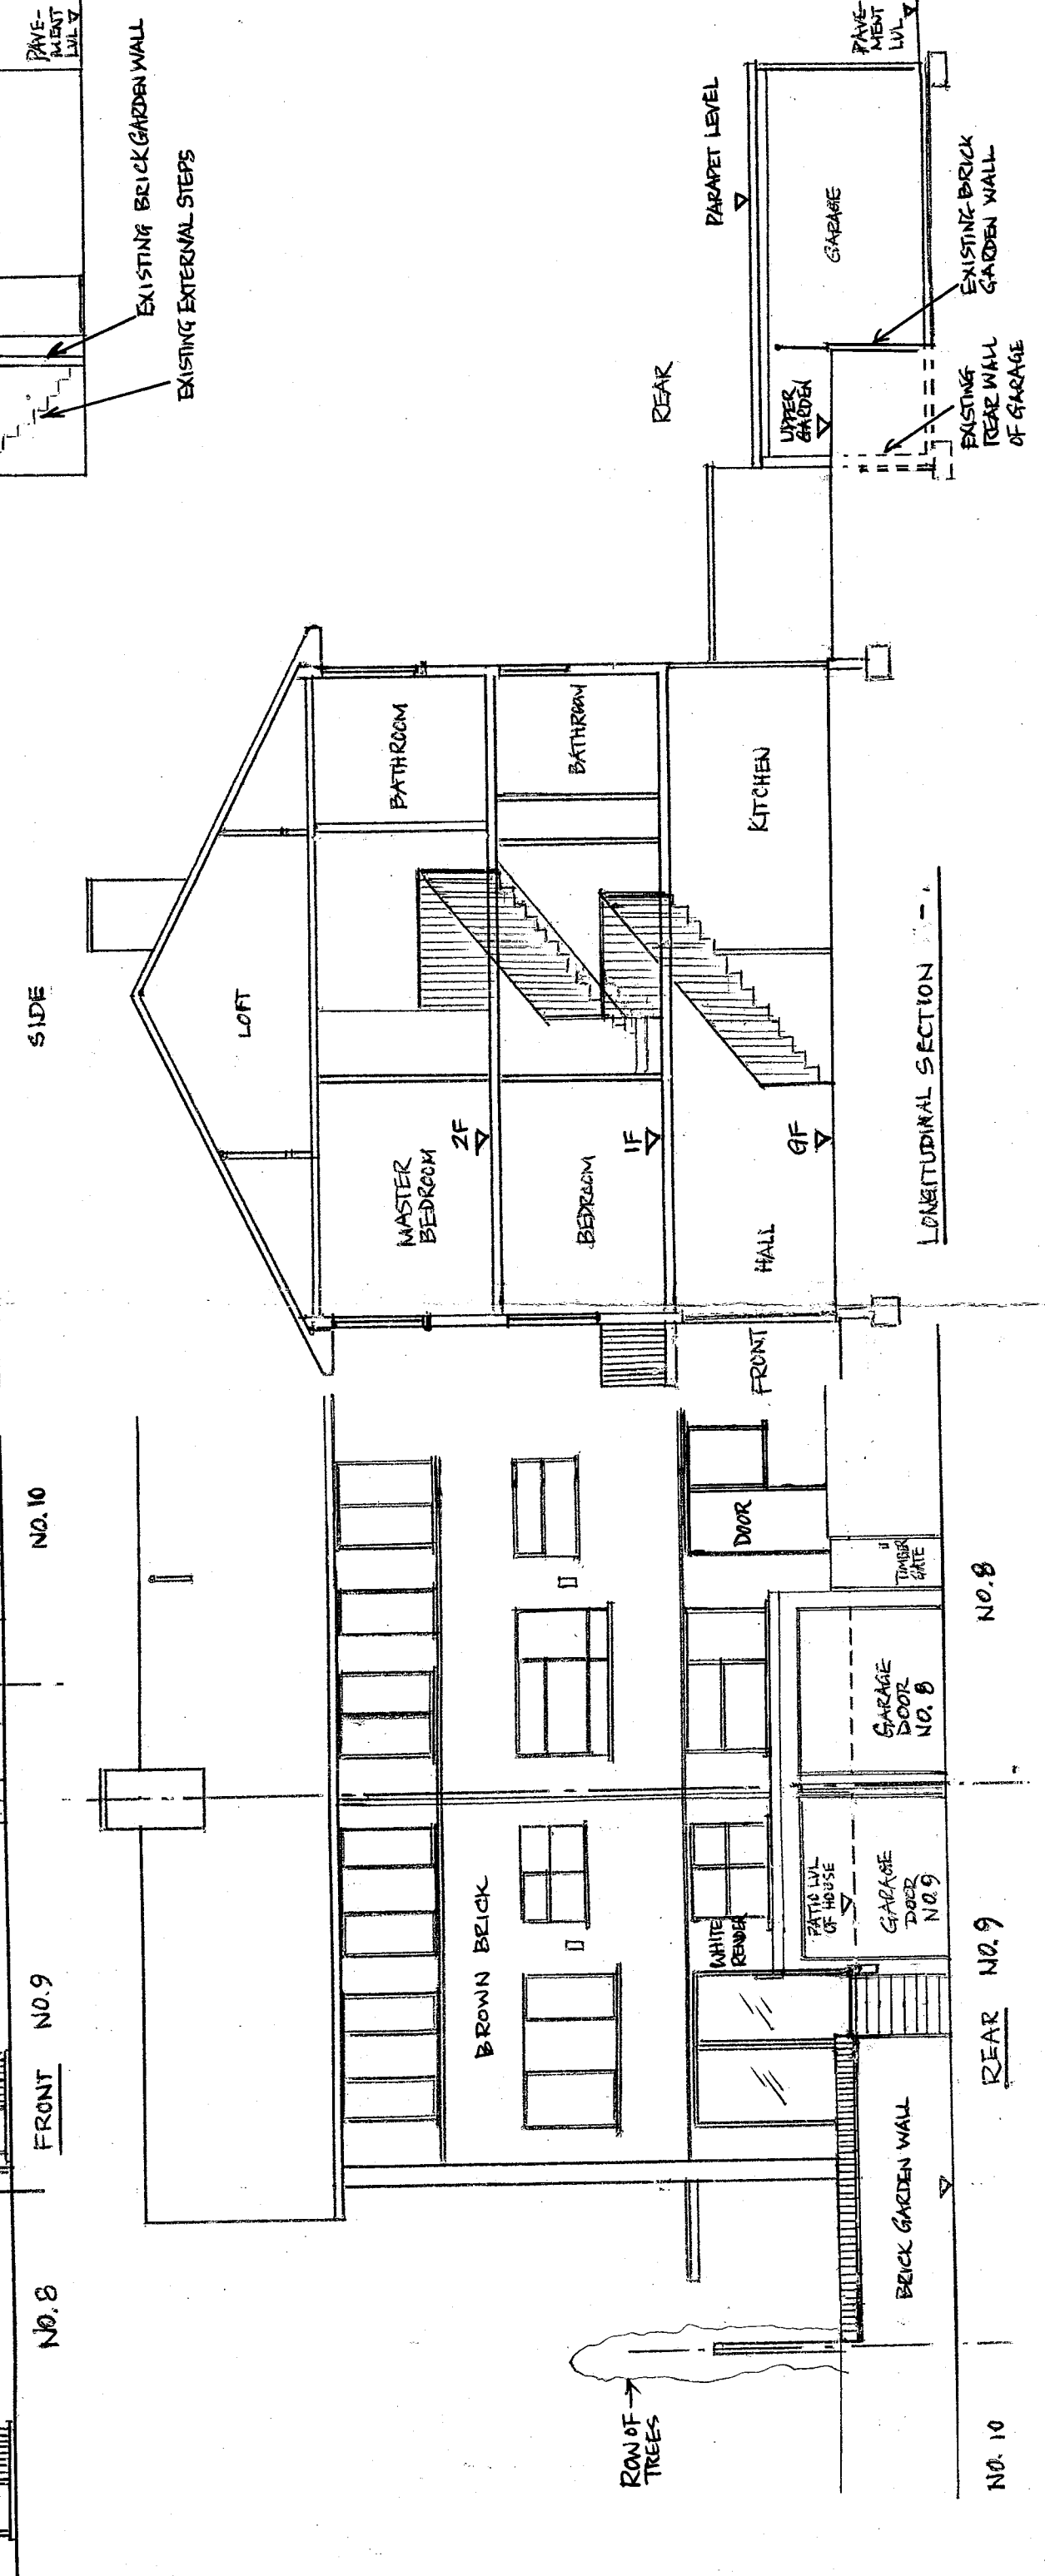 NO. 8
FRONT NO. 9
NO. 10
SIDE
PAVE-
MENT
LVL
EXISTING BRICK GARDEN WALL
EXISTING EXTERNAL STEPS
ROW OF
TREES
BROWN BRICK
WHITE
RENDER
PATIO LVL
OF HOUSE
GARAGE
DOOR
NO. 9
GARAGE
DOOR
NO. 8
DOOR
TIMBER
GATE
BRICK GARDEN WALL
NO. 10
REAR NO. 9
NO. 8
LOFT
MASTER
BEDROOM
2F
BATHROOM
BEDROOM
1F
BATHROOM
FRONT
HALL
GF
KITCHEN
REAR
PARAPET LEVEL
UPPER
GARDEN
GARAGE
PAVE-
MENT
LVL
EXISTING
REAR WALL
OF GARAGE
EXISTING BRICK
GARDEN WALL
LONGITUDINAL SECTION